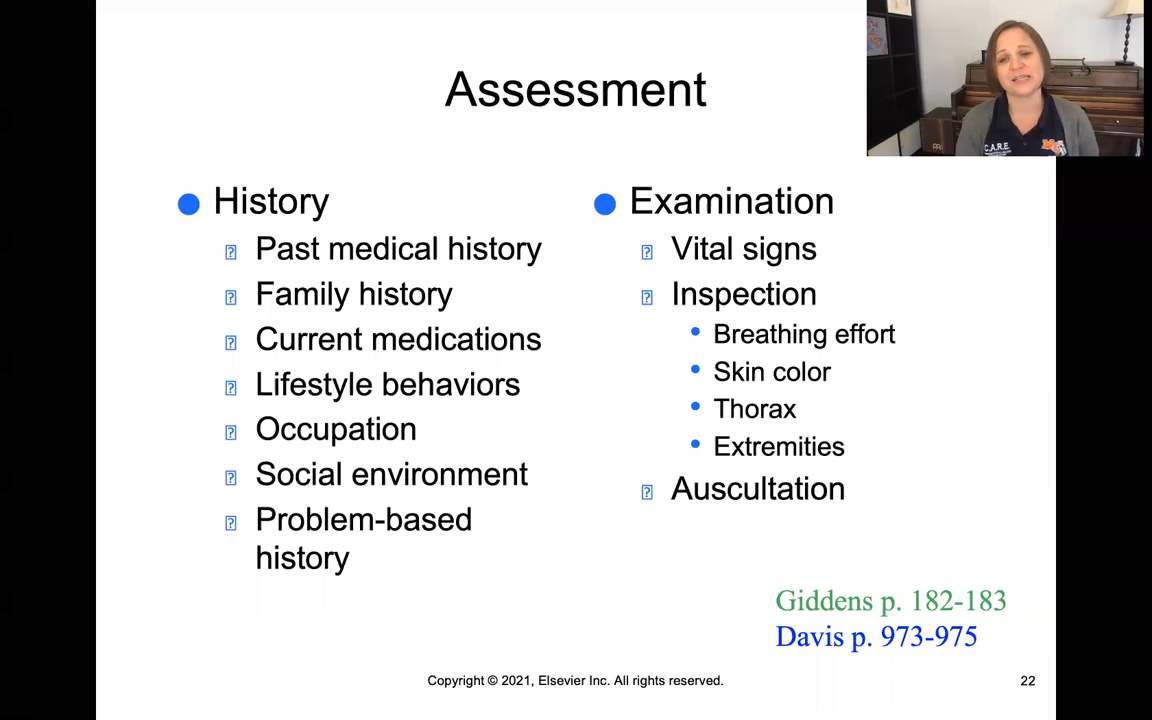 Assessment
History
Past medical history
Family history
Current medications
Lifestyle behaviors
Occupation
Social environment
Problem-based
history
Examination
Vital signs
Inspection
Breathing effort
Skin color
Thorax
Extremities
Auscultation
Giddens p. 182-183
Davis p. 973-975
Copyright © 2021, Elsevier Inc. All rights reserved.
22
C.A.R.E.